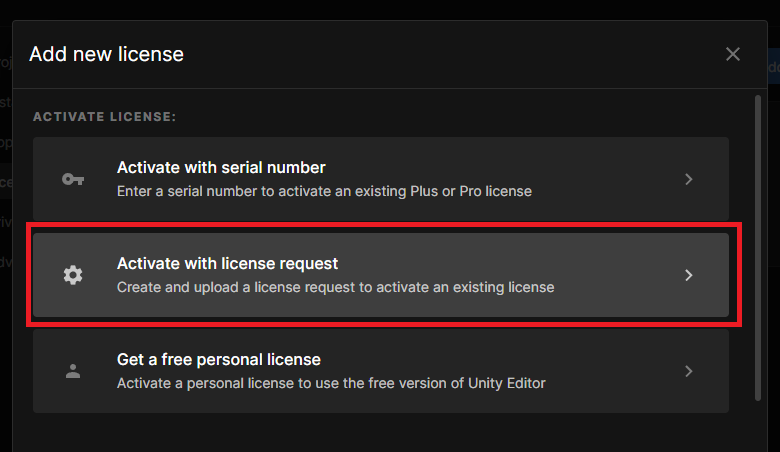 Add new license
ACTIVATE LICENSE:
Activate with serial number
Enter a serial number to activate an existing Plus or Pro license
Activate with license request
Create and upload a license request to activate an existing license
Get a free personal license
Activate a personal license to use the free version of Unity Editor